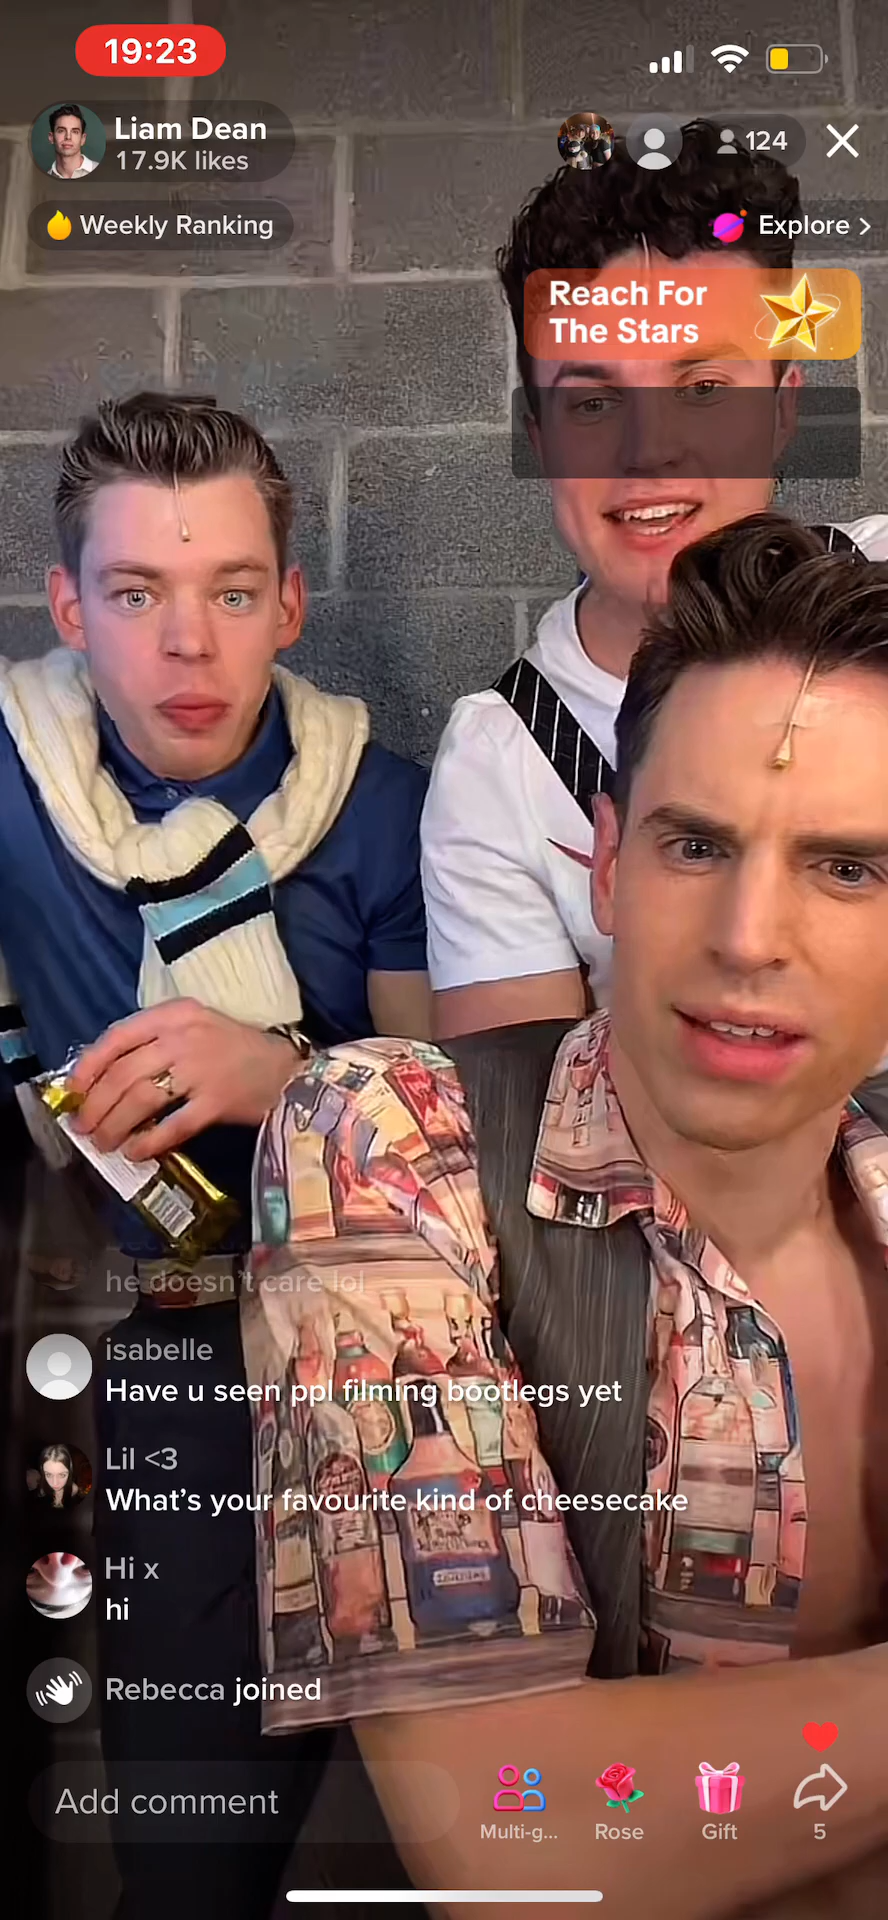 19:23
Liam Dean
17.9K likes
124
Weekly Ranking
Explore >
Reach For
The Stars
he doesn't care lol
isabelle
Have u seen ppl filming bootlegs yet
Lil <3
What's your favourite kind of cheesecake
Hi x
hi
Rebecca joined
Add comment
Multi-g...
Rose
Gift
5